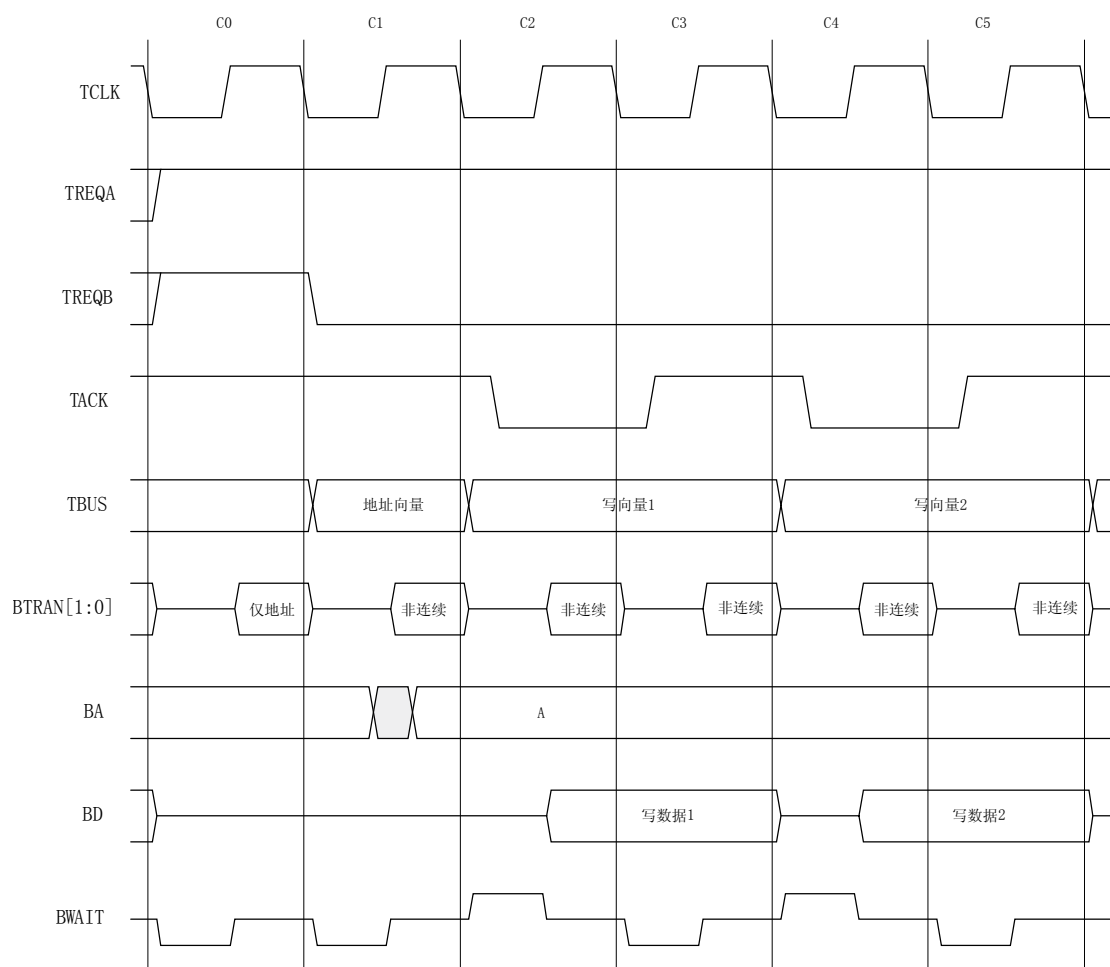 C0 C1 C2 C3 C4 C5
TCLK
TREQA
TREQB
TACK
TBUS 地址向量 写向量1 写向量2
BTRAN[1:0] 仅地址 非连续 非连续 非连续 非连续 非连续
BA A
BD 写数据1 写数据2
BWAIT